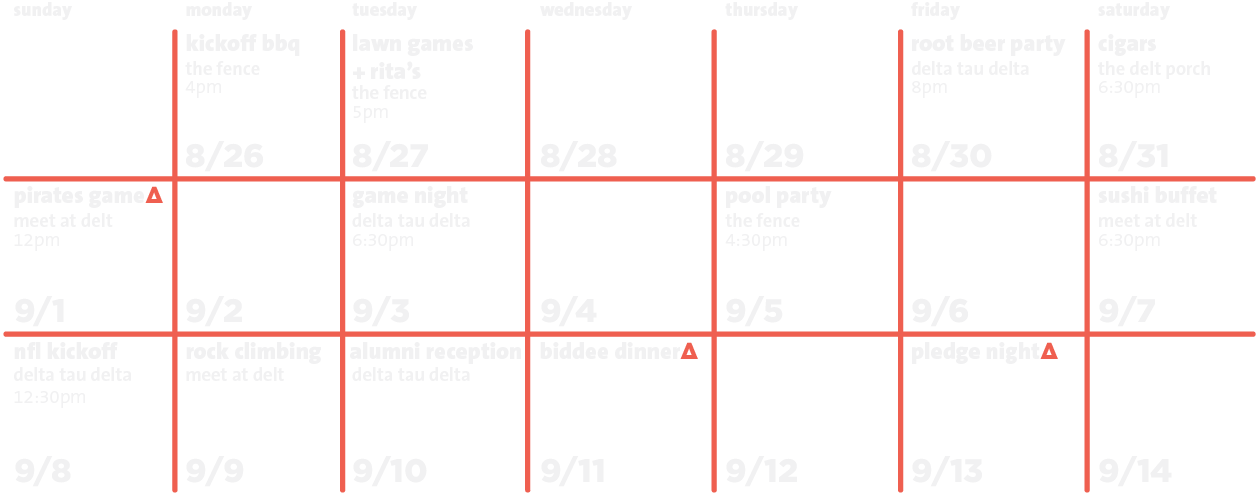 sunday monday tuesday wednesday thursday friday saturday
kickoff bbq
the fence
4pm
8/26
lawn games
+ rita's
the fence
5pm
8/27
8/28
8/29
root beer party
delta tau delta
8pm
8/30
cigars
the delt porch
6:30pm
8/31
pirates game Δ
meet at delt
12pm
9/1
9/2
game night
delta tau delta
6:30pm
9/3
9/4
pool party
the fence
4:30pm
9/5
9/6
sushi buffet
meet at delt
6:30pm
9/7
nfl kickoff
delta tau delta
12:30pm
9/8
rock climbing
meet at delt
9/9
alumni reception
delta tau delta
9/10
biddee dinner Δ
9/11
9/12
pledge night Δ
9/13
9/14